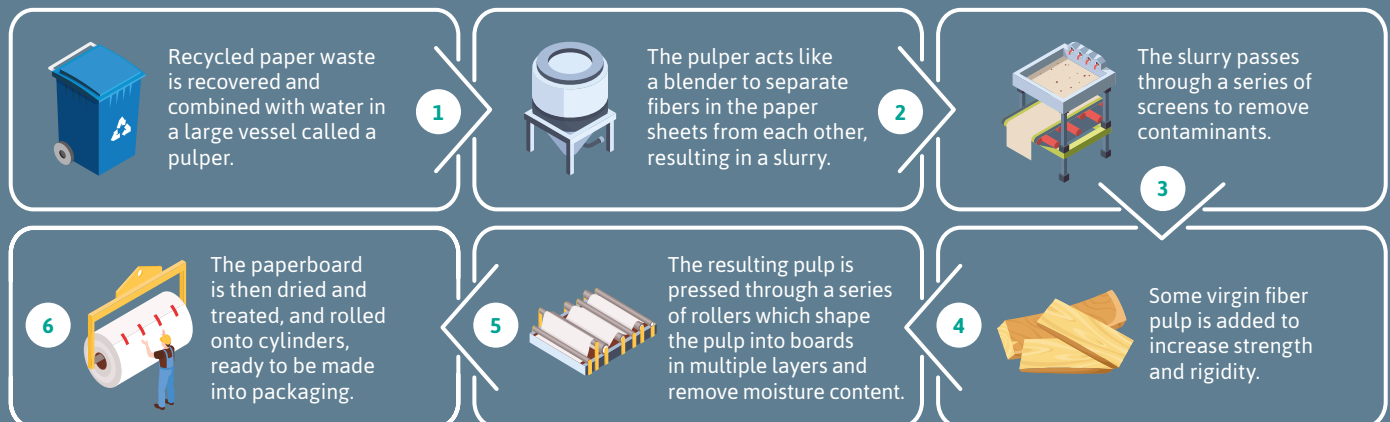 Recycled paper waste
is recovered and
combined with water in
a large vessel called a
pulper.
1
The pulper acts like
a blender to separate
fibers in the paper
sheets from each other,
resulting in a slurry.
2
The slurry passes
through a series of
screens to remove
contaminants.
3
Some virgin fiber
pulp is added to
increase strength
and rigidity.
4
The resulting pulp is
pressed through a series
of rollers which shape
the pulp into boards
in multiple layers and
remove moisture content.
5
The paperboard
is then dried and
treated, and rolled
onto cylinders,
ready to be made
into packaging.
6